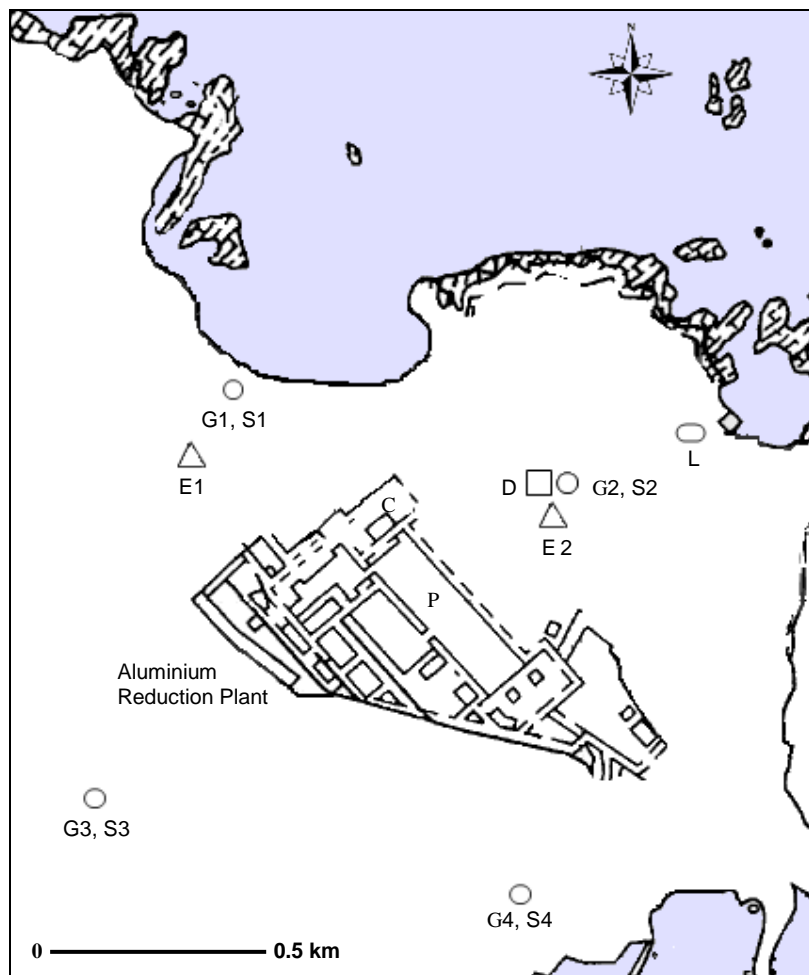 N
G1, S1
E1
L
D
G2, S2
E 2
C
P
Aluminium
Reduction Plant
G3, S3
G4, S4
0
0.5 km